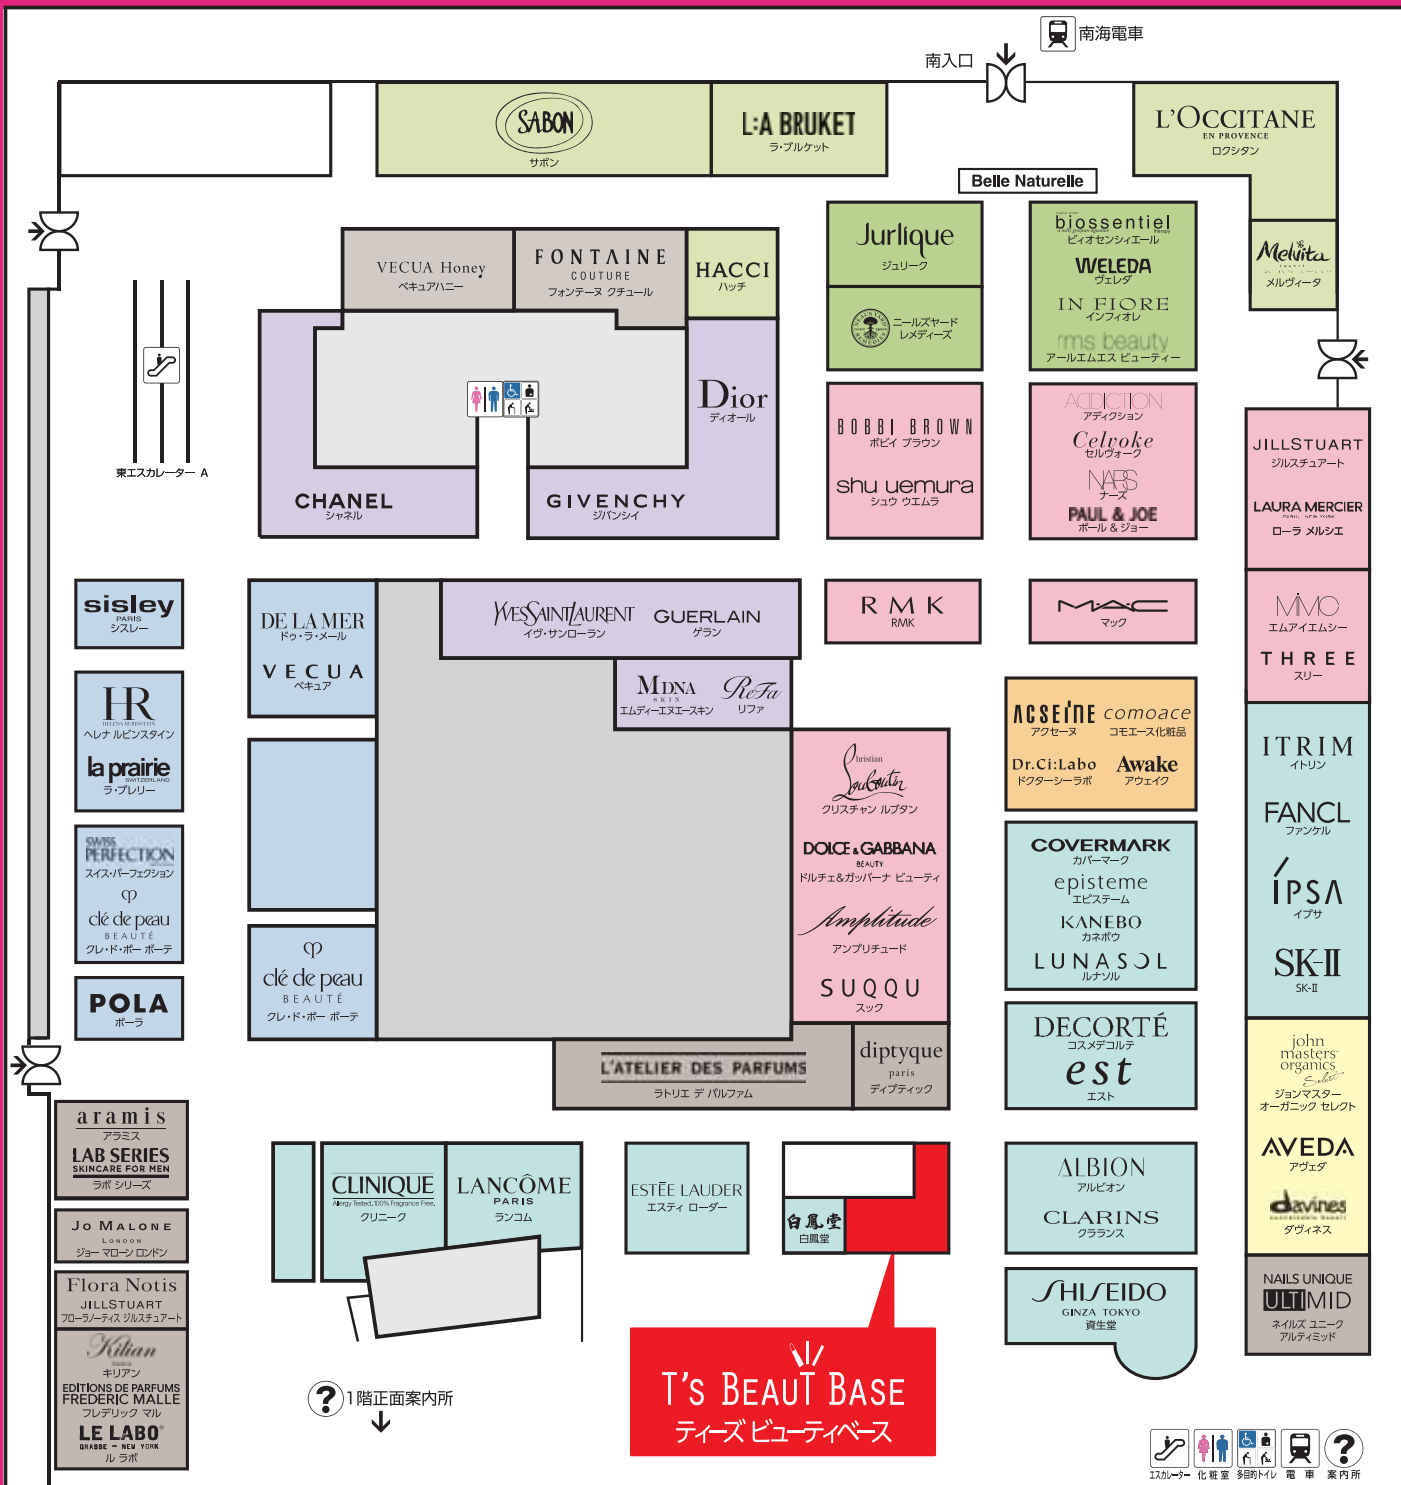 南海電車
南入口
SABON
サボン
L:A BRUKET
ラ・ブルケット
L'OCCITANE
EN PROVENCE
ロクシタン
Belle Naturelle
Jurlique
ジュリーク
ニールズヤード
レメディーズ
biossentiel
ビィオセンシィエール
WELEDA
ヴェレダ
IN FIORE
インフィオレ
rms beauty
アールエムエス ビューティー
Melvita
メルヴィータ
VECUA Honey
ベキュアハニー
FONTAINE
COUTURE
フォンテーヌ クチュール
HACCI
ハッチ
東エスカレーター A
Dior
ディオール
CHANEL
シャネル
GIVENCHY
ジバンシイ
BOBBI BROWN
ボビイ ブラウン
shu uemura
シュウ ウエムラ
ADDICTION
アディクション
Celvoke
セルヴォーク
NARS
ナーズ
PAUL & JOE
ポール & ジョー
JILLSTUART
ジルスチュアート
LAURA MERCIER
ローラ メルシエ
sisley
PARIS
シスレー
DE LA MER
ドゥ・ラ・メール
VECUA
ベキュア
YVESSAINTLAURENT
イヴ・サンローラン
GUERLAIN
ゲラン
RMK
RMK
M·A·C
マック
MiMC
エムアイエムシー
THREE
スリー
MDNA
SKIN
エムディーエヌエースキン
ReFa
リファ
HR
HELENA RUBINSTEIN
ヘレナ ルビンスタイン
la prairie
SWITZERLAND
ラ・プレリー
ACSEINE
アクセーヌ
comoace
コモエース化粧品
Dr.Ci:Labo
ドクターシーラボ
Awake
アウェイク
ITRIM
イトリン
FANCL
ファンケル
IPSA
イプサ
SK-II
SK-II
Christian
Louboutin
クリスチャン ルブタン
DOLCE & GABBANA
BEAUTY
ドルチェ&ガッバーナ ビューティ
Amplitude
アンプリチュード
SUQQU
スック
SWISS
PERFECTION
スイス・パーフェクション
clé de peau
BEAUTÉ
クレ・ド・ポー ボーテ
POLA
ポーラ
clé de peau
BEAUTÉ
クレ・ド・ポー ボーテ
COVERMARK
カバーマーク
episteme
エピステーム
KANEBO
カネボウ
LUNASOL
ルナソル
DECORTÉ
コスメデコルテ
est
エスト
john
masters
organics
Select
ジョンマスター
オーガニック セレクト
AVEDA
アヴェダ
davines
ダヴィネス
L'ATELIER DES PARFUMS
ラトリエ デ パルファム
diptyque
paris
ディプティック
aramis
アラミス
LAB SERIES
SKINCARE FOR MEN
ラボ シリーズ
JO MALONE
LONDON
ジョー マローン ロンドン
Flora Notis
JILLSTUART
フローラノーティス ジルスチュアート
Kilian
キリアン
EDITIONS DE PARFUMS
FREDERIC MALLE
フレデリック マル
LE LABO
GRASSE - NEW YORK
ル ラボ
CLINIQUE
Allergy Tested. 100% Fragrance Free.
クリニーク
LANCÔME
PARIS
ランコム
ESTĒE LAUDER
エスティ ローダー
白鳳堂
白鳳堂
ALBION
アルビオン
CLARINS
クラランス
SHISEIDO
GINZA TOKYO
資生堂
NAILS UNIQUE
ULTIMID
ネイルズ ユニーク
アルティミッド
T'S BEAUT BASE
ティーズ ビューティベース
? 1階正面案内所
エスカレーター 化粧室 多目的トイレ 電車 案内所